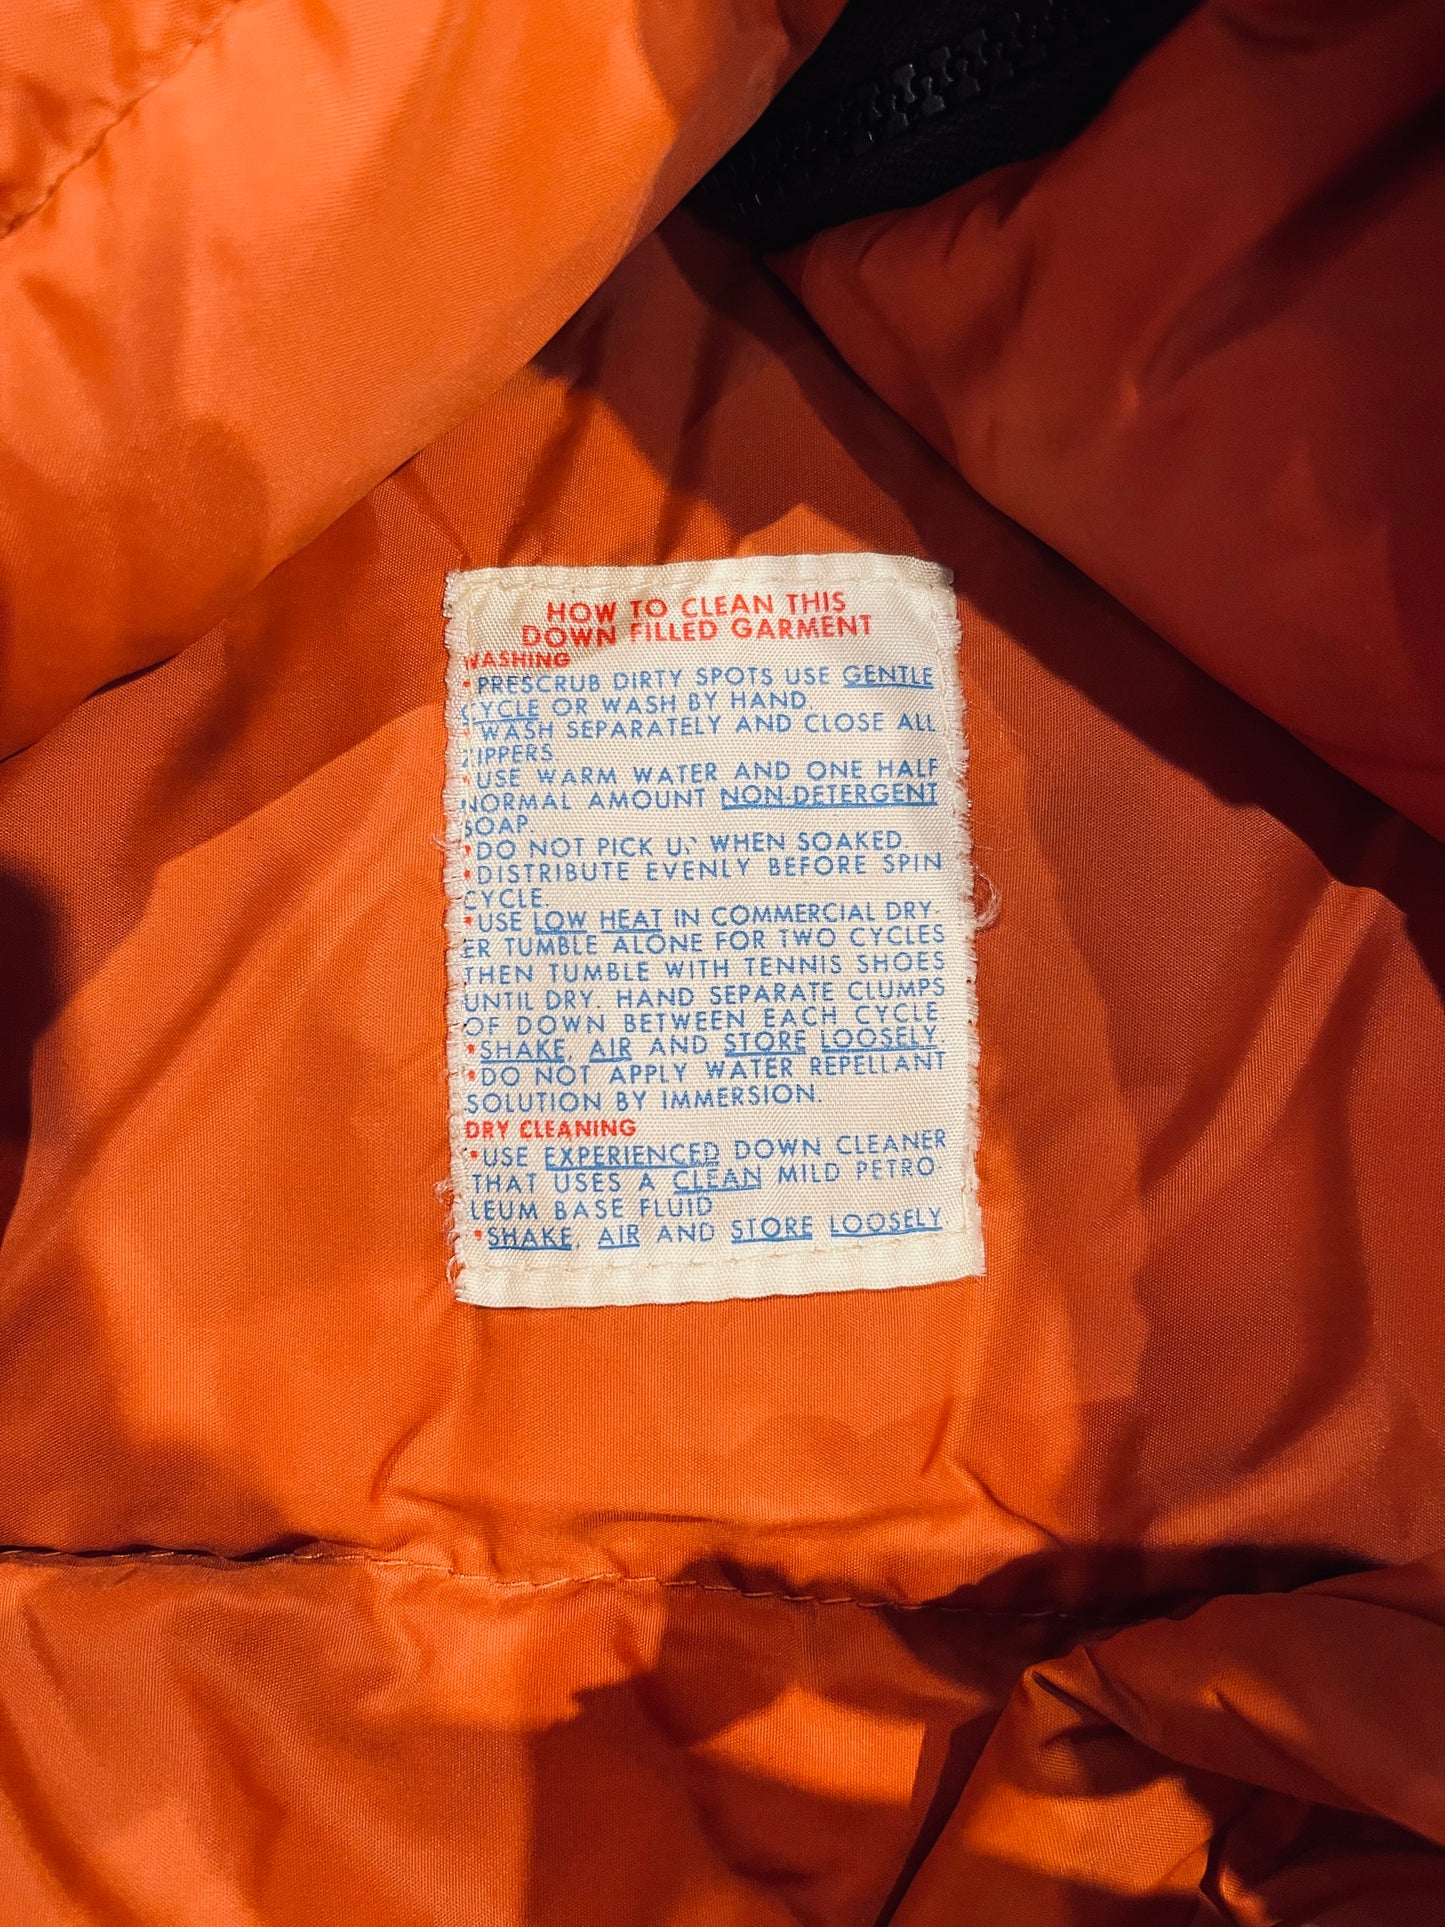 HOW TO CLEAN THIS
DOWN FILLED GARMENT
WASHING
•PRESCRUB DIRTY SPOTS USE GENTLE
CYCLE OR WASH BY HAND
•WASH SEPARATELY AND CLOSE ALL
ZIPPERS
•USE WARM WATER AND ONE HALF
NORMAL AMOUNT NON-DETERGENT
SOAP.
•DO NOT PICK UP WHEN SOAKED
•DISTRIBUTE EVENLY BEFORE SPIN
CYCLE.
•USE LOW HEAT IN COMMERCIAL DRY-
ER TUMBLE ALONE FOR TWO CYCLES
THEN TUMBLE WITH TENNIS SHOES
UNTIL DRY. HAND SEPARATE CLUMPS
OF DOWN BETWEEN EACH CYCLE
•SHAKE, AIR AND STORE LOOSELY.
•DO NOT APPLY WATER REPELLANT
SOLUTION BY IMMERSION.
DRY CLEANING
•USE EXPERIENCED DOWN CLEANER
THAT USES A CLEAN MILD PETRO-
LEUM BASE FLUID
•SHAKE, AIR AND STORE LOOSELY